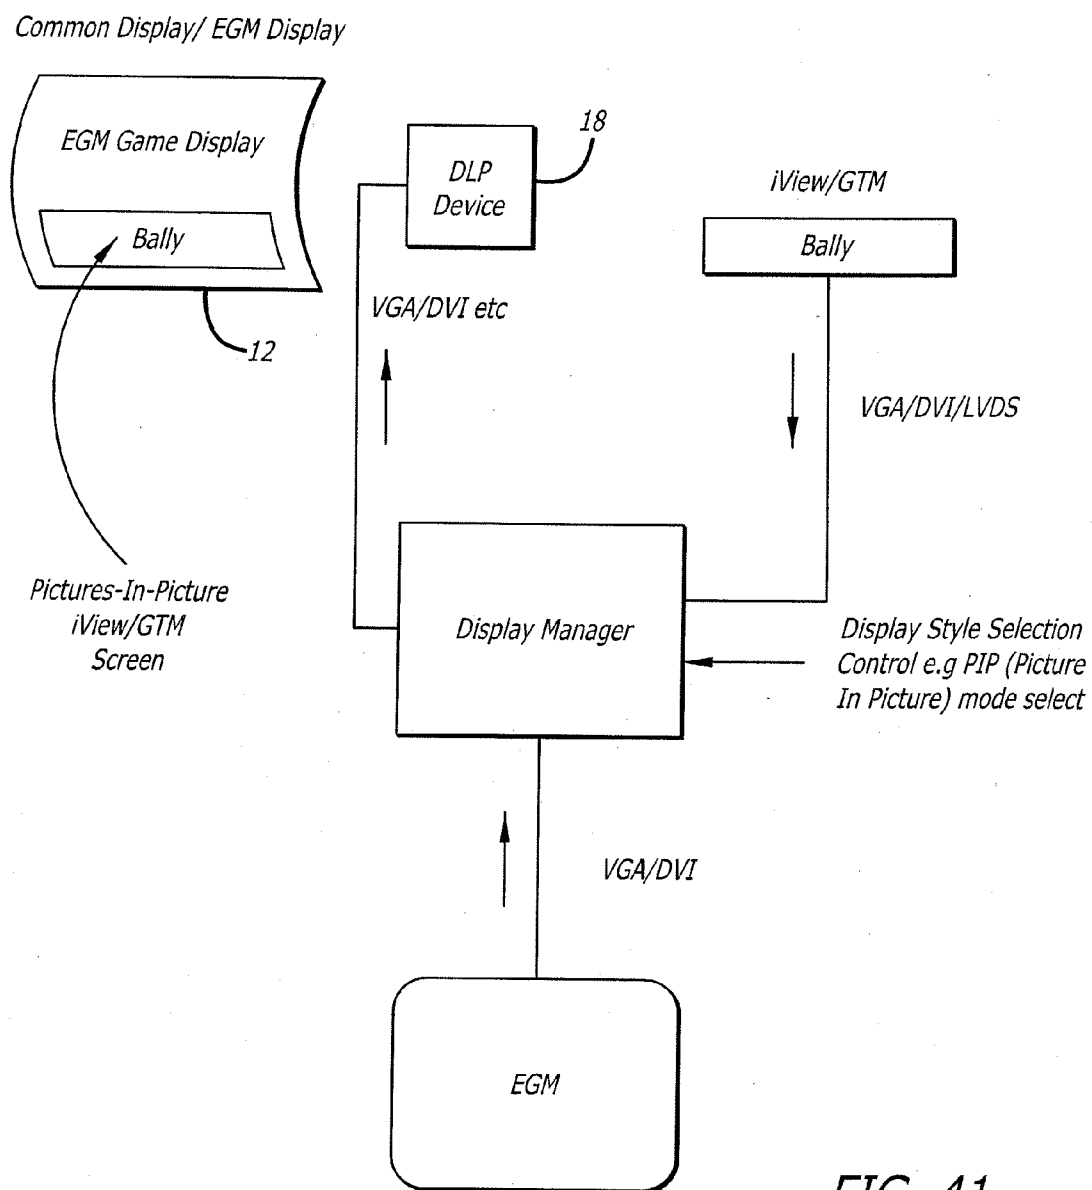 Common Display/ EGM Display
EGM Game Display
Bally
12
18
DLP
Device
iView/GTM
Bally
VGA/DVI etc
VGA/DVI/LVDS
Pictures-In-Picture
iView/GTM
Screen
Display Manager
Display Style Selection
Control e.g PIP (Picture
In Picture) mode select
VGA/DVI
EGM
FIG. 41